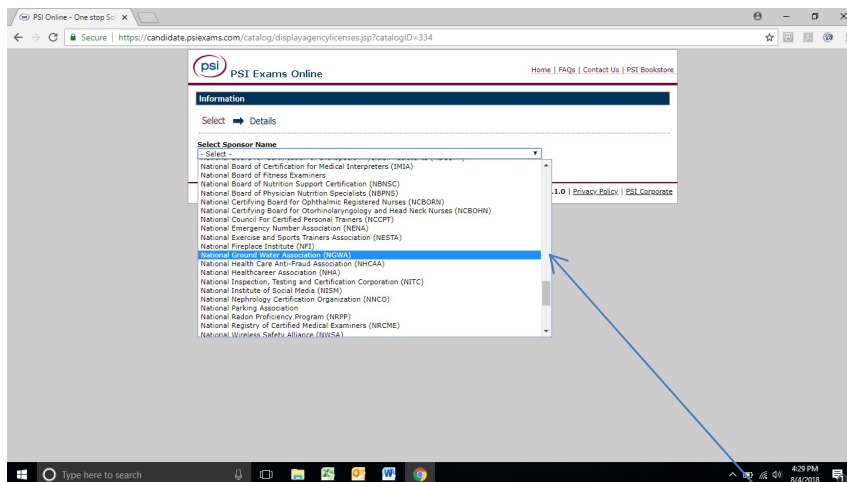 PSI Online - One stop So
Secure | https://candidate.psiexams.com/catalog/displayagencylicenses.jsp?catalogID=334
psi PSI Exams Online
Home | FAQs | Contact Us | PSI Bookstore
Information
Select Details
Select Sponsor Name
- Select -
National Board of Certification for Medical Interpreters (IMIA)
National Board of Fitness Examiners
National Board of Nutrition Support Certification (NBNSC)
National Board of Physician Nutrition Specialists (NBPNS)
.1.0 | Privacy Policy | PSI Corporate
National Certifying Board for Ophthalmic Registered Nurses (NCBORN)
National Certifying Board for Otorhinolaryngology and Head Neck Nurses (NCBOHN)
National Council For Certified Personal Trainers (NCCPT)
National Emergency Number Association (NENA)
National Exercise and Sports Trainers Association (NESTA)
National Fireplace Institute (NFI)
National Ground Water Association (NGWA)
National Health Care Anti-Fraud Association (NHCAA)
National Healthcareer Association (NHA)
National Inspection, Testing and Certification Corporation (NITC)
National Institute of Social Media (NISM)
National Nephrology Certification Organization (NNCO)
National Parking Association
National Radon Proficiency Program (NRPP)
National Registry of Certified Medical Examiners (NRCME)
National Wireless Safety Alliance (NWSA)
Type here to search
4:29 PM
8/4/2018